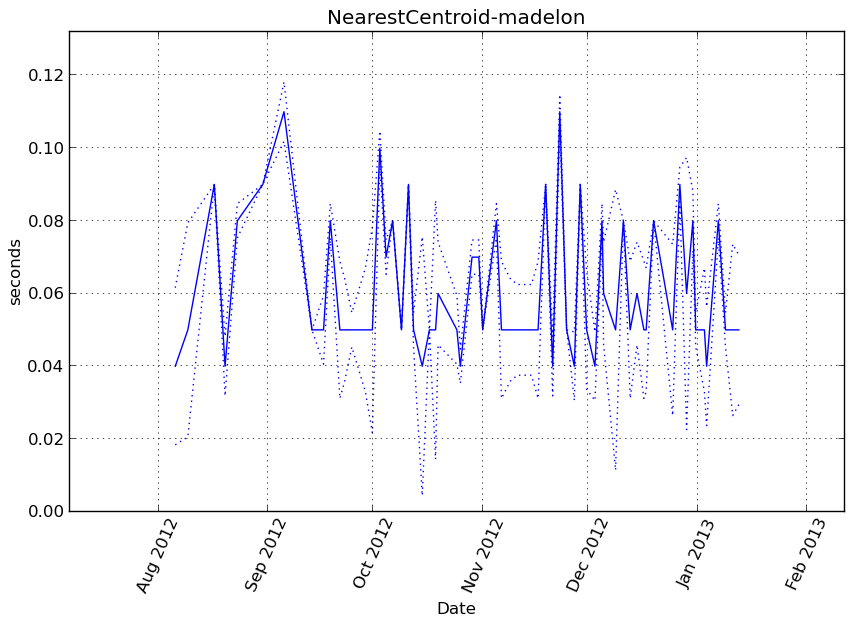 NearestCentroid-madelon
0.12
0.10
0.08
0.06
0.04
0.02
0.00
seconds
Aug 2012
Sep 2012
Oct 2012
Nov 2012
Dec 2012
Jan 2013
Feb 2013
Date